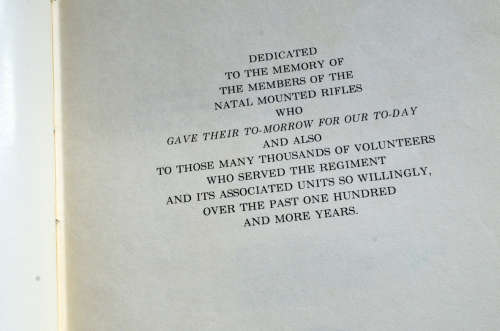 DEDICATED
TO THE MEMORY OF
THE MEMBERS OF THE
NATAL MOUNTED RIFLES
WHO
GAVE THEIR TO-MORROW FOR OUR TO-DAY
AND ALSO
TO THOSE MANY THOUSANDS OF VOLUNTEERS
WHO SERVED THE REGIMENT
AND ITS ASSOCIATED UNITS SO WILLINGLY,
OVER THE PAST ONE HUNDRED
AND MORE YEARS.